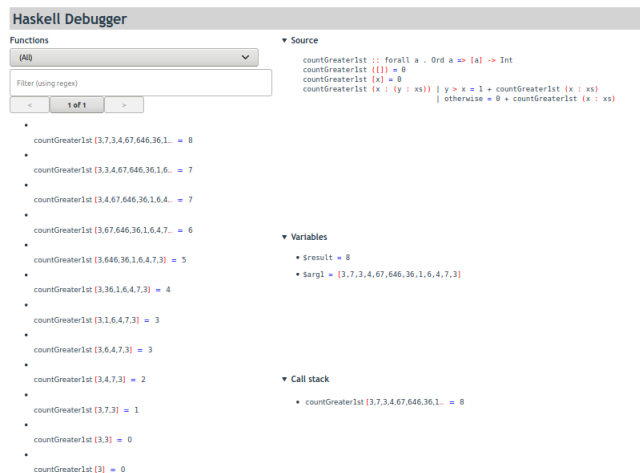 Haskell Debugger
Functions
(All)
Filter (using regex)
< 1 of 1 >
countGreater1st [3,7,3,4,67,646,36,1.. = 8
countGreater1st [3,3,4,67,646,36,1,6.. = 7
countGreater1st [3,4,67,646,36,1,6,4.. = 7
countGreater1st [3,67,646,36,1,6,4,7.. = 6
countGreater1st [3,646,36,1,6,4,7,3] = 5
countGreater1st [3,36,1,6,4,7,3] = 4
countGreater1st [3,1,6,4,7,3] = 3
countGreater1st [3,6,4,7,3] = 3
countGreater1st [3,4,7,3] = 2
countGreater1st [3,7,3] = 1
countGreater1st [3,3] = 0
countGreater1st [3] = 0
▼ Source
countGreater1st :: forall a . Ord a => [a] -> Int
countGreater1st ([]) = 0
countGreater1st [x] = 0
countGreater1st (x : (y : xs)) | y > x = 1 + countGreater1st (x : xs)
| otherwise = 0 + countGreater1st (x : xs)
▼ Variables
• $result = 8
• $arg1 = [3,7,3,4,67,646,36,1,6,4,7,3]
▼ Call stack
• countGreater1st [3,7,3,4,67,646,36,1.. = 8